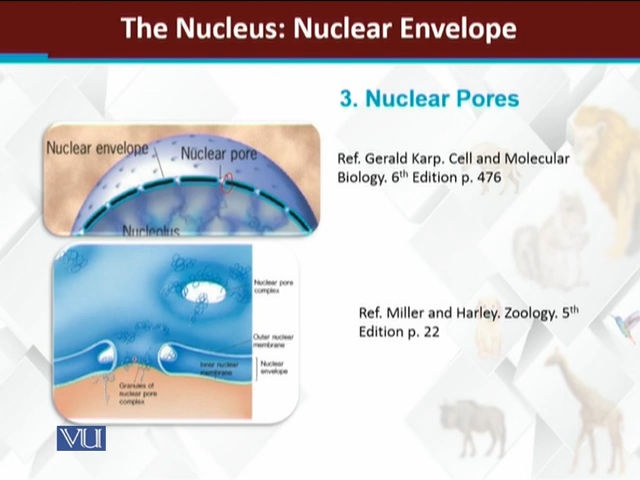 The Nucleus: Nuclear Envelope
3. Nuclear Pores
Nuclear envelope
Nuclear pore
Nucleolus
Ref. Gerald Karp. Cell and Molecular
Biology. 6th Edition p. 476
Nuclear pore
complex
Outer nuclear
membrane
Inner nuclear
membrane
Nuclear
envelope
Granules of
nuclear pore
complex
Ref. Miller and Harley. Zoology. 5th
Edition p. 22
VU